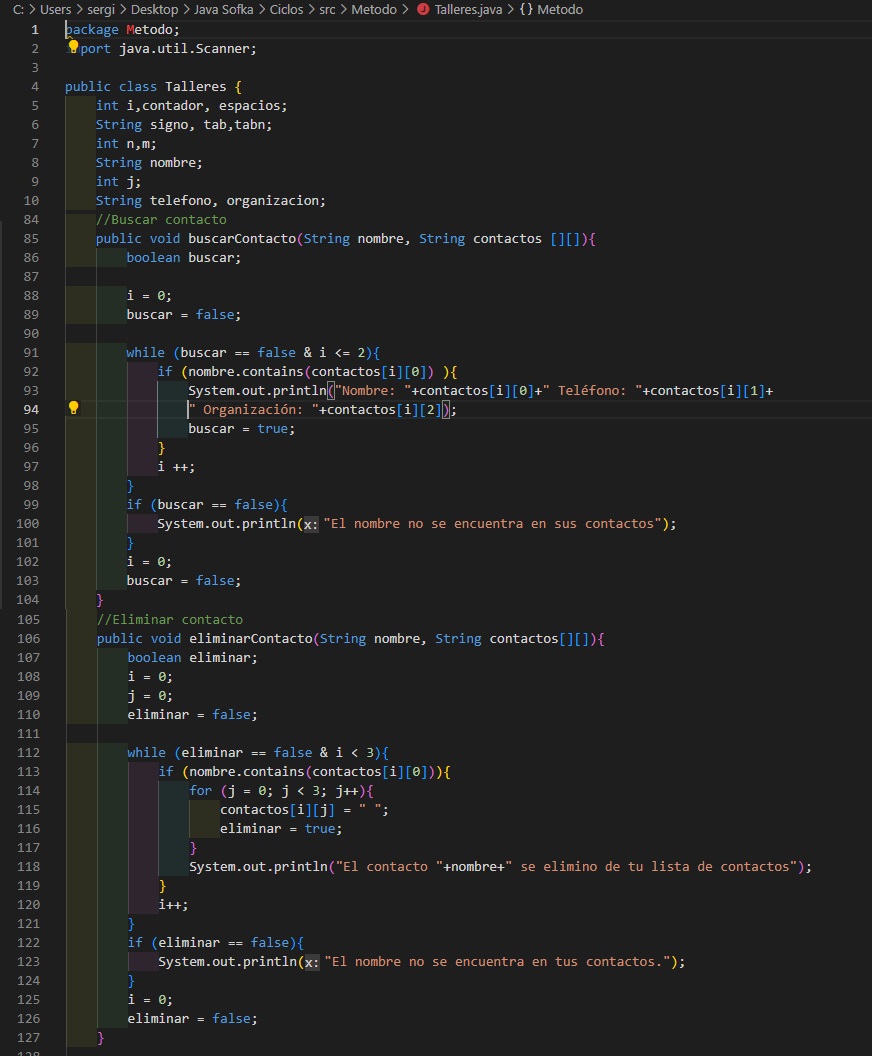 C: > Users > sergi > Desktop > Java Sofka > Ciclos > src > Metodo > J Talleres.java > {} Metodo
1 package Metodo;
2 port java.util.Scanner;
3
4 public class Talleres {
5 int i,contador, espacios;
6 String signo, tab,tabn;
7 int n,m;
8 String nombre;
9 int j;
10 String telefono, organizacion;
84 //Buscar contacto
85 public void buscarContacto(String nombre, String contactos [][]){
86 boolean buscar;
87
88 i = 0;
89 buscar = false;
90
91 while (buscar == false & i <= 2){
92 if (nombre.contains(contactos[i][0]) ){
93 System.out.println("Nombre: "+contactos[i][0]+" Teléfono: "+contactos[i][1]+
94 " Organización: "+contactos[i][2]);
95 buscar = true;
96 }
97 i ++;
98 }
99 if (buscar == false){
100 System.out.println(x: "El nombre no se encuentra en sus contactos");
101 }
102 i = 0;
103 buscar = false;
104 }
105 //Eliminar contacto
106 public void eliminarContacto(String nombre, String contactos[][]){
107 boolean eliminar;
108 i = 0;
109 j = 0;
110 eliminar = false;
111
112 while (eliminar == false & i < 3){
113 if (nombre.contains(contactos[i][0])){
114 for (j = 0; j < 3; j++){
115 contactos[i][j] = " ";
116 eliminar = true;
117 }
118 System.out.println("El contacto "+nombre+" se elimino de tu lista de contactos");
119 }
120 i++;
121 }
122 if (eliminar == false){
123 System.out.println(x: "El nombre no se encuentra en tus contactos.");
124 }
125 i = 0;
126 eliminar = false;
127 }